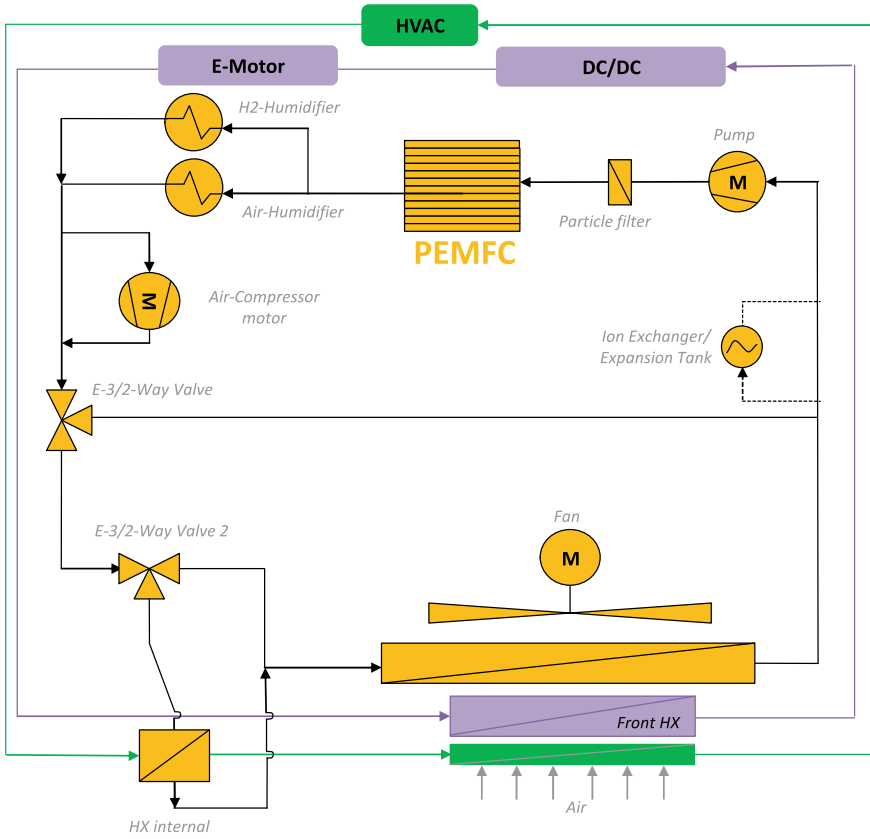 HVAC
E-Motor
DC/DC
H2-Humidifier
Pump
M
Air-Humidifier
Particle filter
PEMFC
M
Air-Compressor
motor
Ion Exchanger/
Expansion Tank
E-3/2-Way Valve
E-3/2-Way Valve 2
Fan
M
Front HX
Air
HX internal